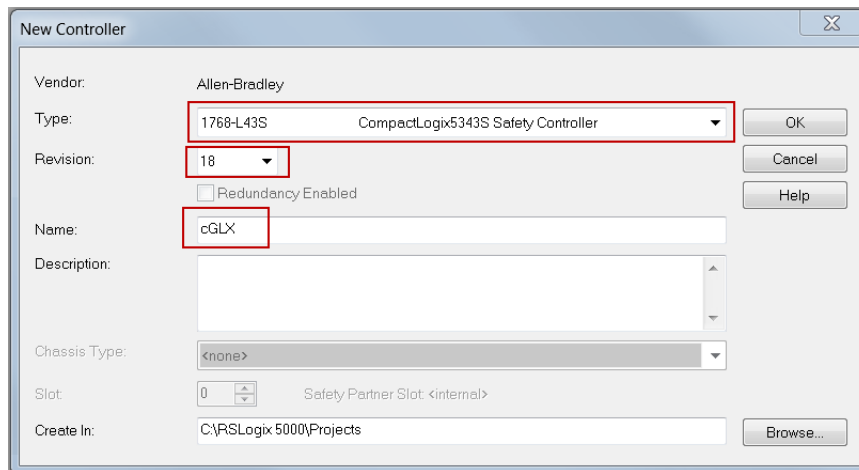 New Controller
Vendor: Allen-Bradley
Type: 1768-L43S CompactLogix5343S Safety Controller OK
Revision: 18 Cancel
Redundancy Enabled Help
Name: cGLX
Description:
Chassis Type: <none>
Slot: 0 Safety Partner Slot: <internal>
Create In: C:\RSLogix 5000\Projects Browse...